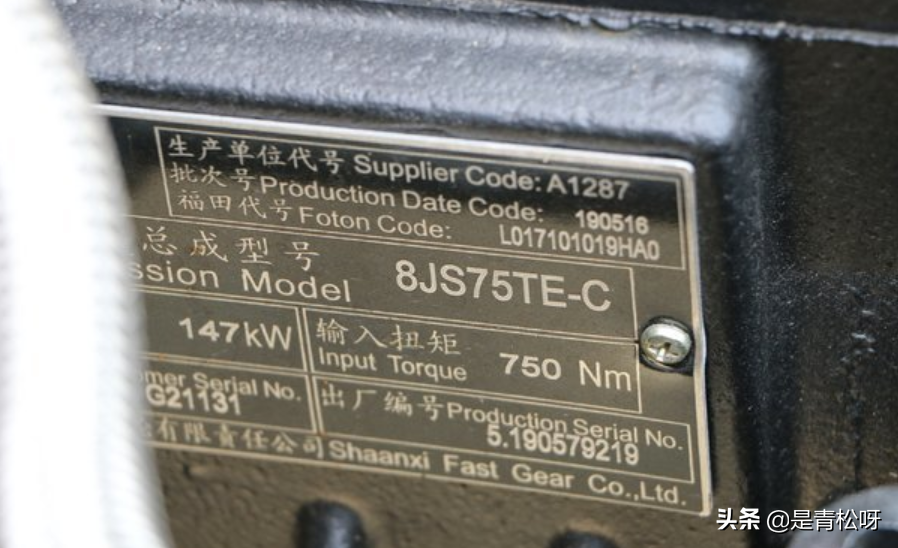 生产单位代号 Supplier Code: A1287
批次号 Production Date Code: 190516
福田代号 Foton Code: L017101019HA0
总成型号
ssion Model 8JS75TE-C
147kW 输入扭矩
Input Torque 750 Nm
mer Serial No. 出厂编号 Production Serial No.
G21131 5.190579219
有限责任公司 Shaanxi Fast Gear Co.,Ltd.
头条 @是青松呀